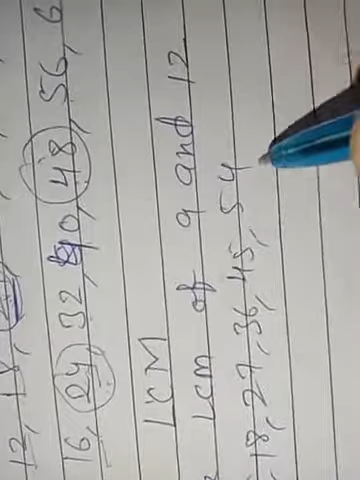 12, 18,
16, 24, 32, 40, 48, 56, 6
LCM
LCM of 9 and 12
, 18, 27, 36, 45, 54